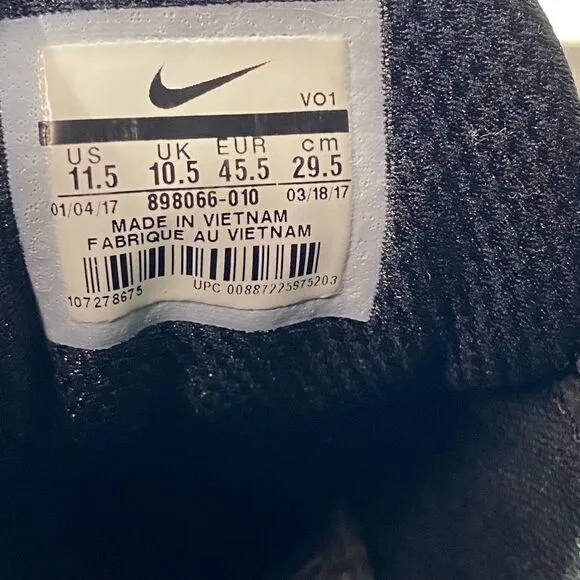 VO1
US UK EUR cm
11.5 10.5 45.5 29.5
01/04/17 898066-010 03/18/17
MADE IN VIETNAM
FABRIQUE AU VIETNAM
107278675 UPC 00887225975203